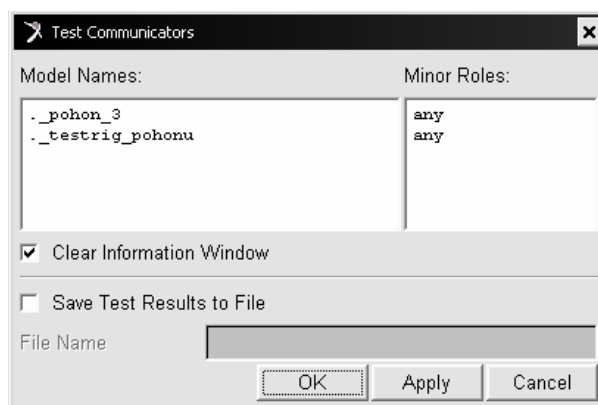 Test Communicators
Model Names: Minor Roles:
._pohon_3 any
._testrig_pohonu any
Clear Information Window
Save Test Results to File
File Name
OK Apply Cancel